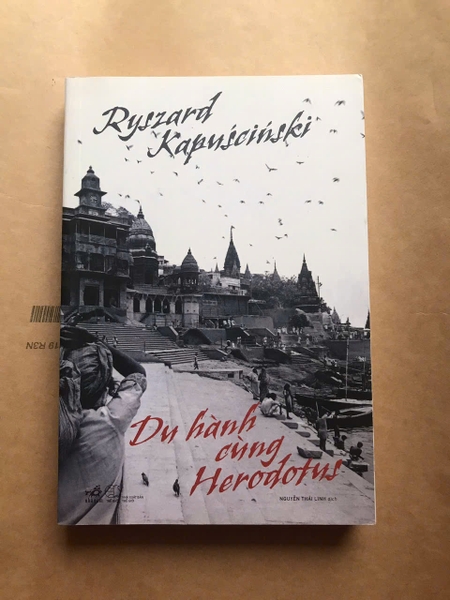 Ryszard
Kapuściński
Du hành
cùng
Herodotus
NGUYỄN THÁI LINH dịch